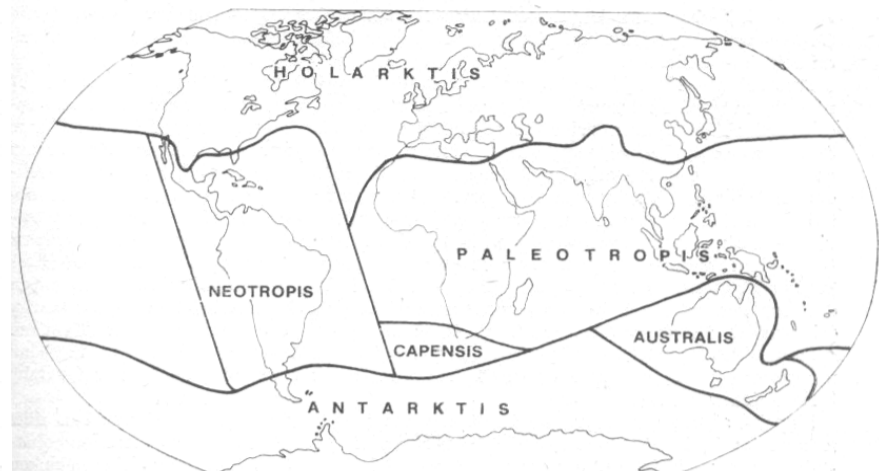 HOLARKTIS
PALEOTROPIS
NEOTROPIS
AUSTRALIS
CAPENSIS
ANTARKTIS